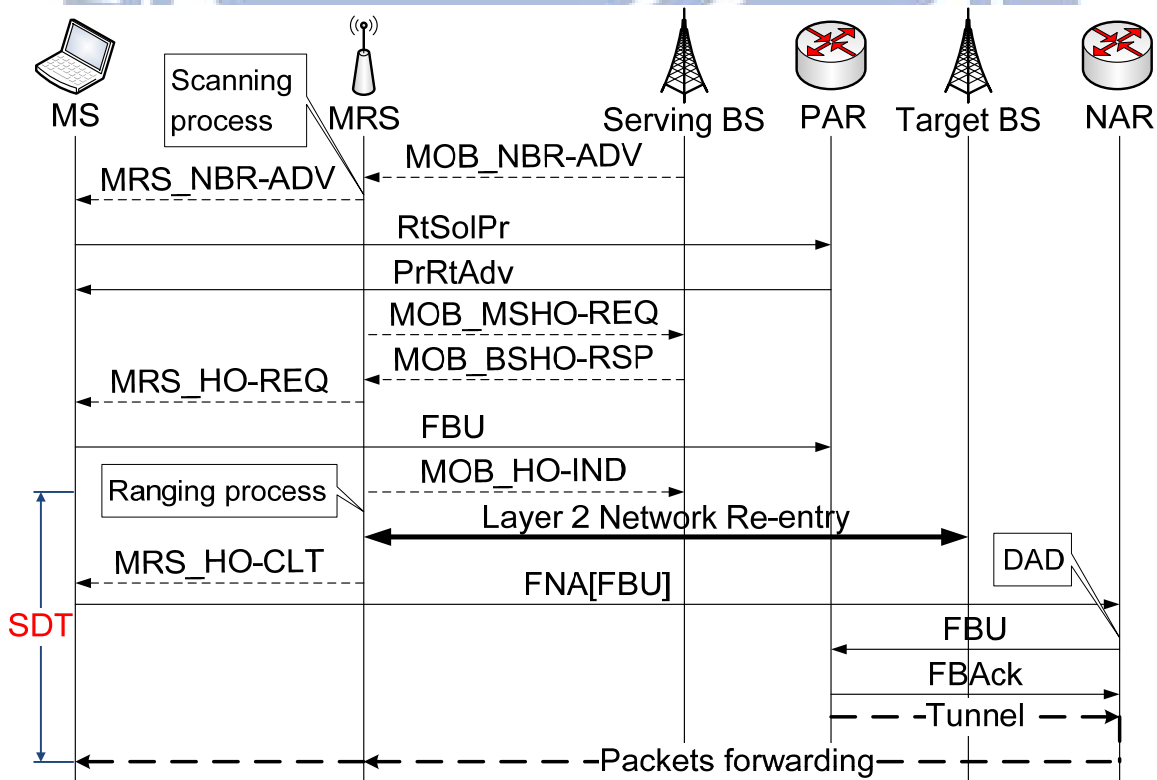 Scanning
process
MS
MRS
Serving BS
PAR
Target BS
NAR
MOB_NBR-ADV
MRS_NBR-ADV
RtSolPr
PrRtAdv
MOB_MSHO-REQ
MOB_BSHO-RSP
MRS_HO-REQ
FBU
MOB_HO-IND
Ranging process
Layer 2 Network Re-entry
MRS_HO-CLT
DAD
FNA[FBU]
SDT
FBU
FBAck
Tunnel
Packets forwarding